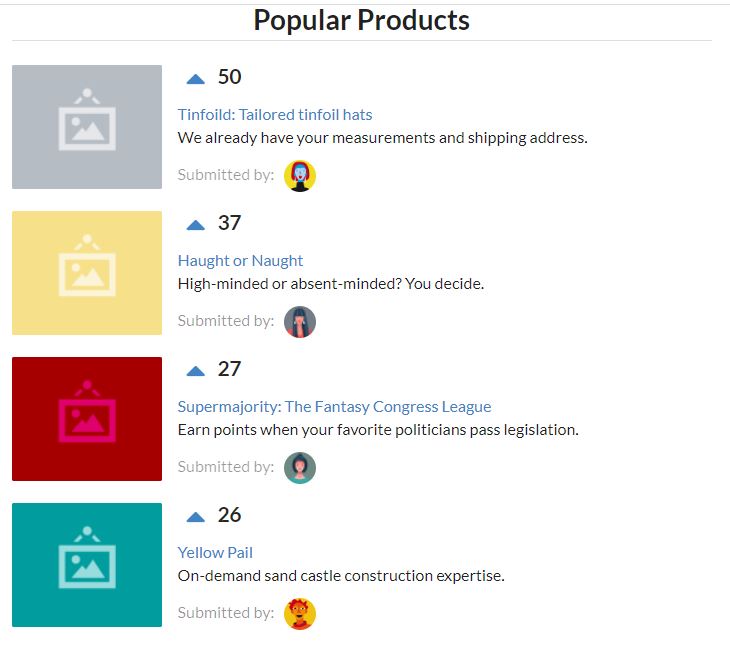 Popular Products
50
Tinfoild: Tailored tinfoil hats
We already have your measurements and shipping address.
Submitted by:
37
Haught or Naught
High-minded or absent-minded? You decide.
Submitted by:
27
Supermajority: The Fantasy Congress League
Earn points when your favorite politicians pass legislation.
Submitted by:
26
Yellow Pail
On-demand sand castle construction expertise.
Submitted by: